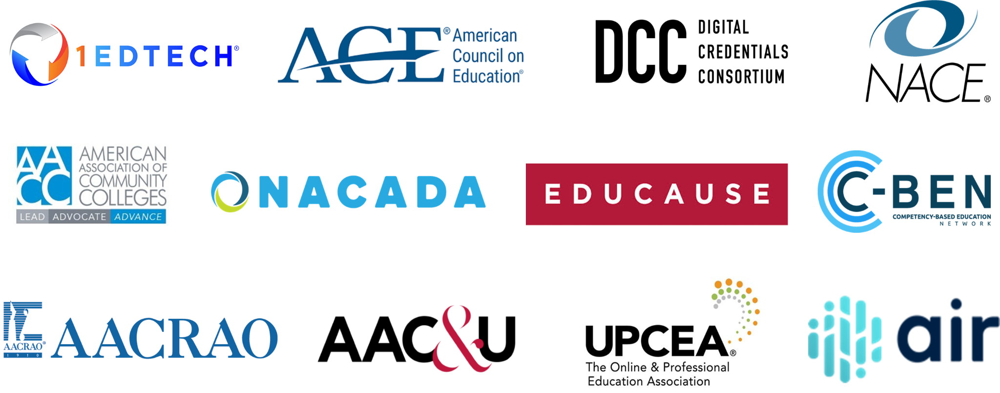 1EDTECH®
ACE®
American
Council on
Education®
DCC
DIGITAL
CREDENTIALS
CONSORTIUM
NACE®
AACC
AMERICAN
ASSOCIATION OF
COMMUNITY
COLLEGES
LEAD ADVOCATE ADVANCE
NACADA
EDUCAUSE
C-BEN
COMPETENCY-BASED EDUCATION
NETWORK
AACRAO®
1910
AACRAO
AAC&U
UPCEA®
The Online & Professional
Education Association
air